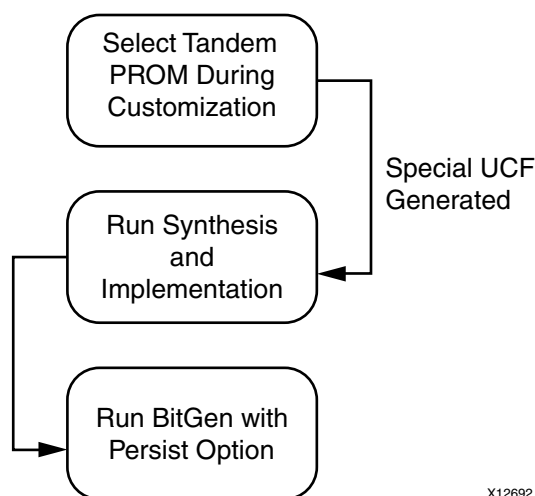 Select Tandem
PROM During
Customization
Special UCF
Generated
Run Synthesis
and
Implementation
Run BitGen with
Persist Option
X12692